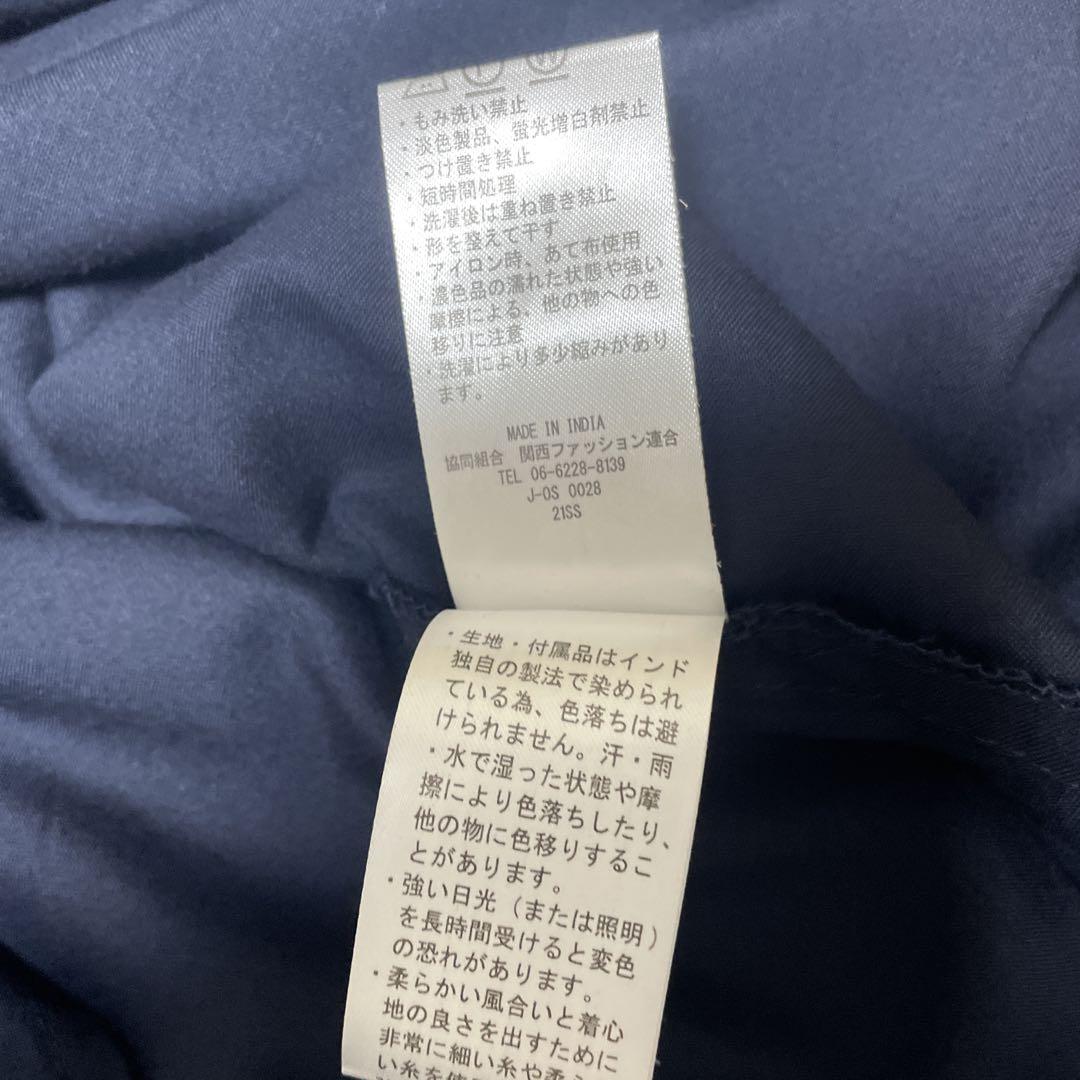 ・もみ洗い禁止
・淡色製品、蛍光増白剤禁止
・つけ置き禁止
・短時間処理
・洗濯後は重ね置き禁止
・形を整えて干す
・アイロン時、あて布使用
・濃色品の濡れた状態や強い
摩擦による、他の物への色
移りに注意
・洗濯により多少縮みがあり
ます。
MADE IN INDIA
協同組合 関西ファッション連合
TEL 06-6228-8139
J-OS 0028
21SS
・生地・付属品はインド
独自の製法で染められ
ている為、色落ちは避
けられません。汗・雨
・水で湿った状態や摩
擦により色落ちしたり、
他の物に色移りするこ
とがあります。
・強い日光(または照明)
を長時間受けると変色
の恐れがあります。
・柔らかい風合いと着心
地の良さを出すために
非常に細い糸や柔ら
い糸を使